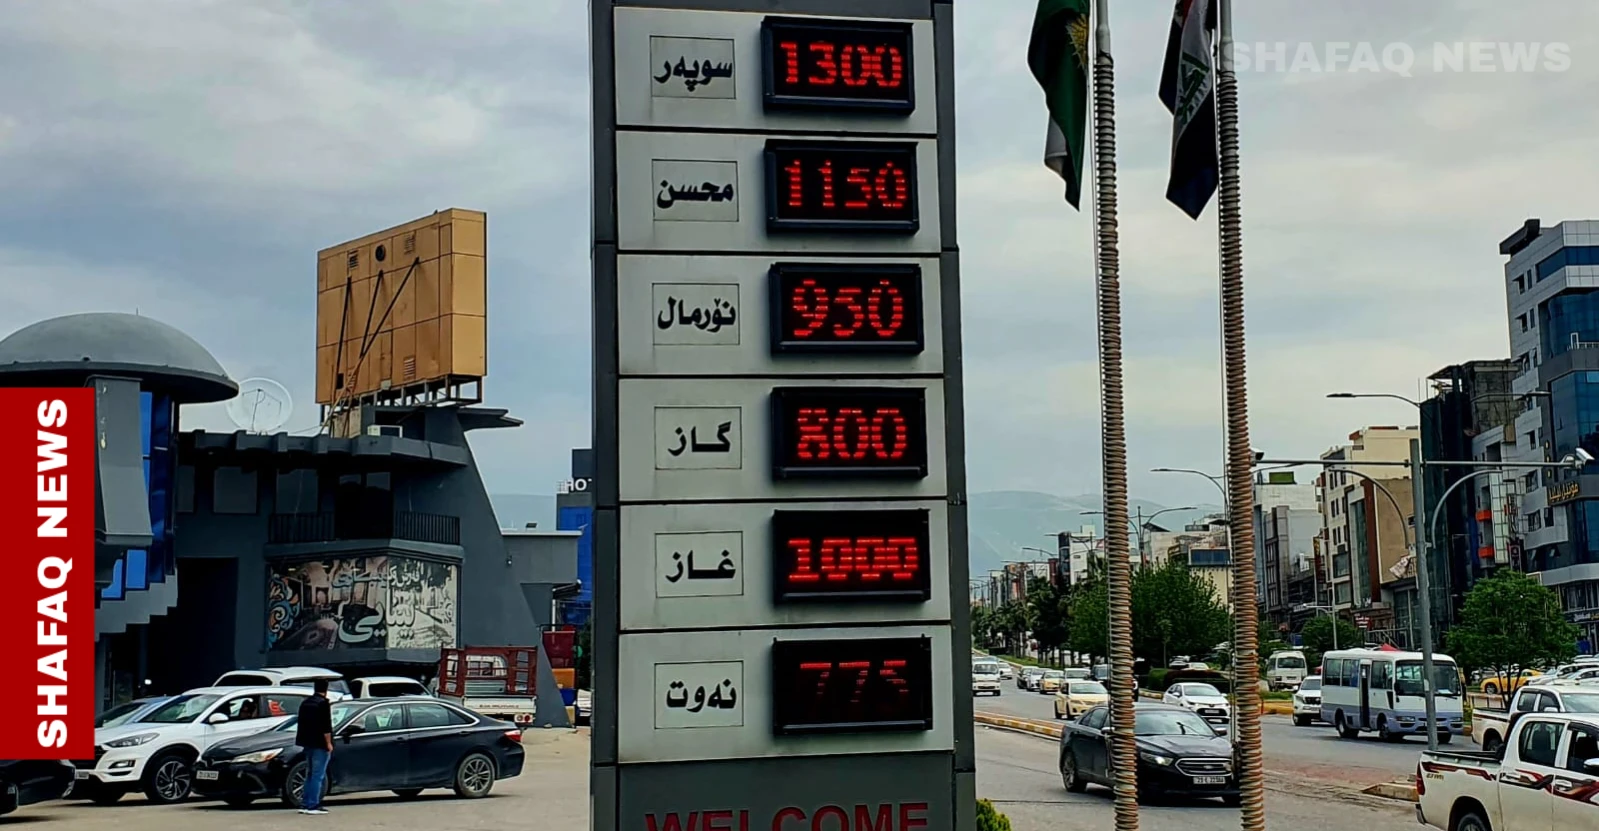 SHAFAQ NEWS
سوپەر
1300
محسن
1150
نۆرمال
950
گاز
800
غاز
1000
نەوت
775
WELCOME
SHAFAQ NEWS